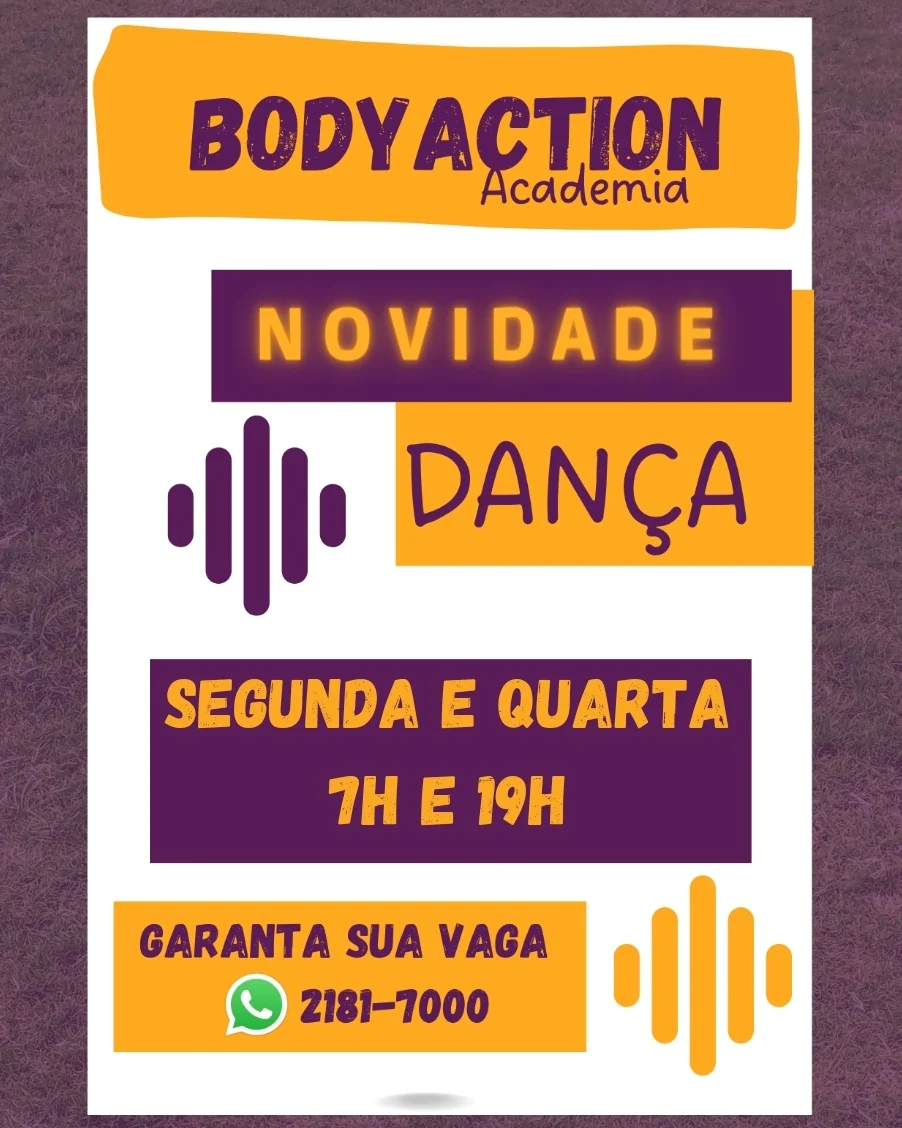 BODYACTION
Academia
NOVIDADE
DANÇA
SEGUNDA E QUARTA
7H E 19H
GARANTA SUA VAGA
2181-7000